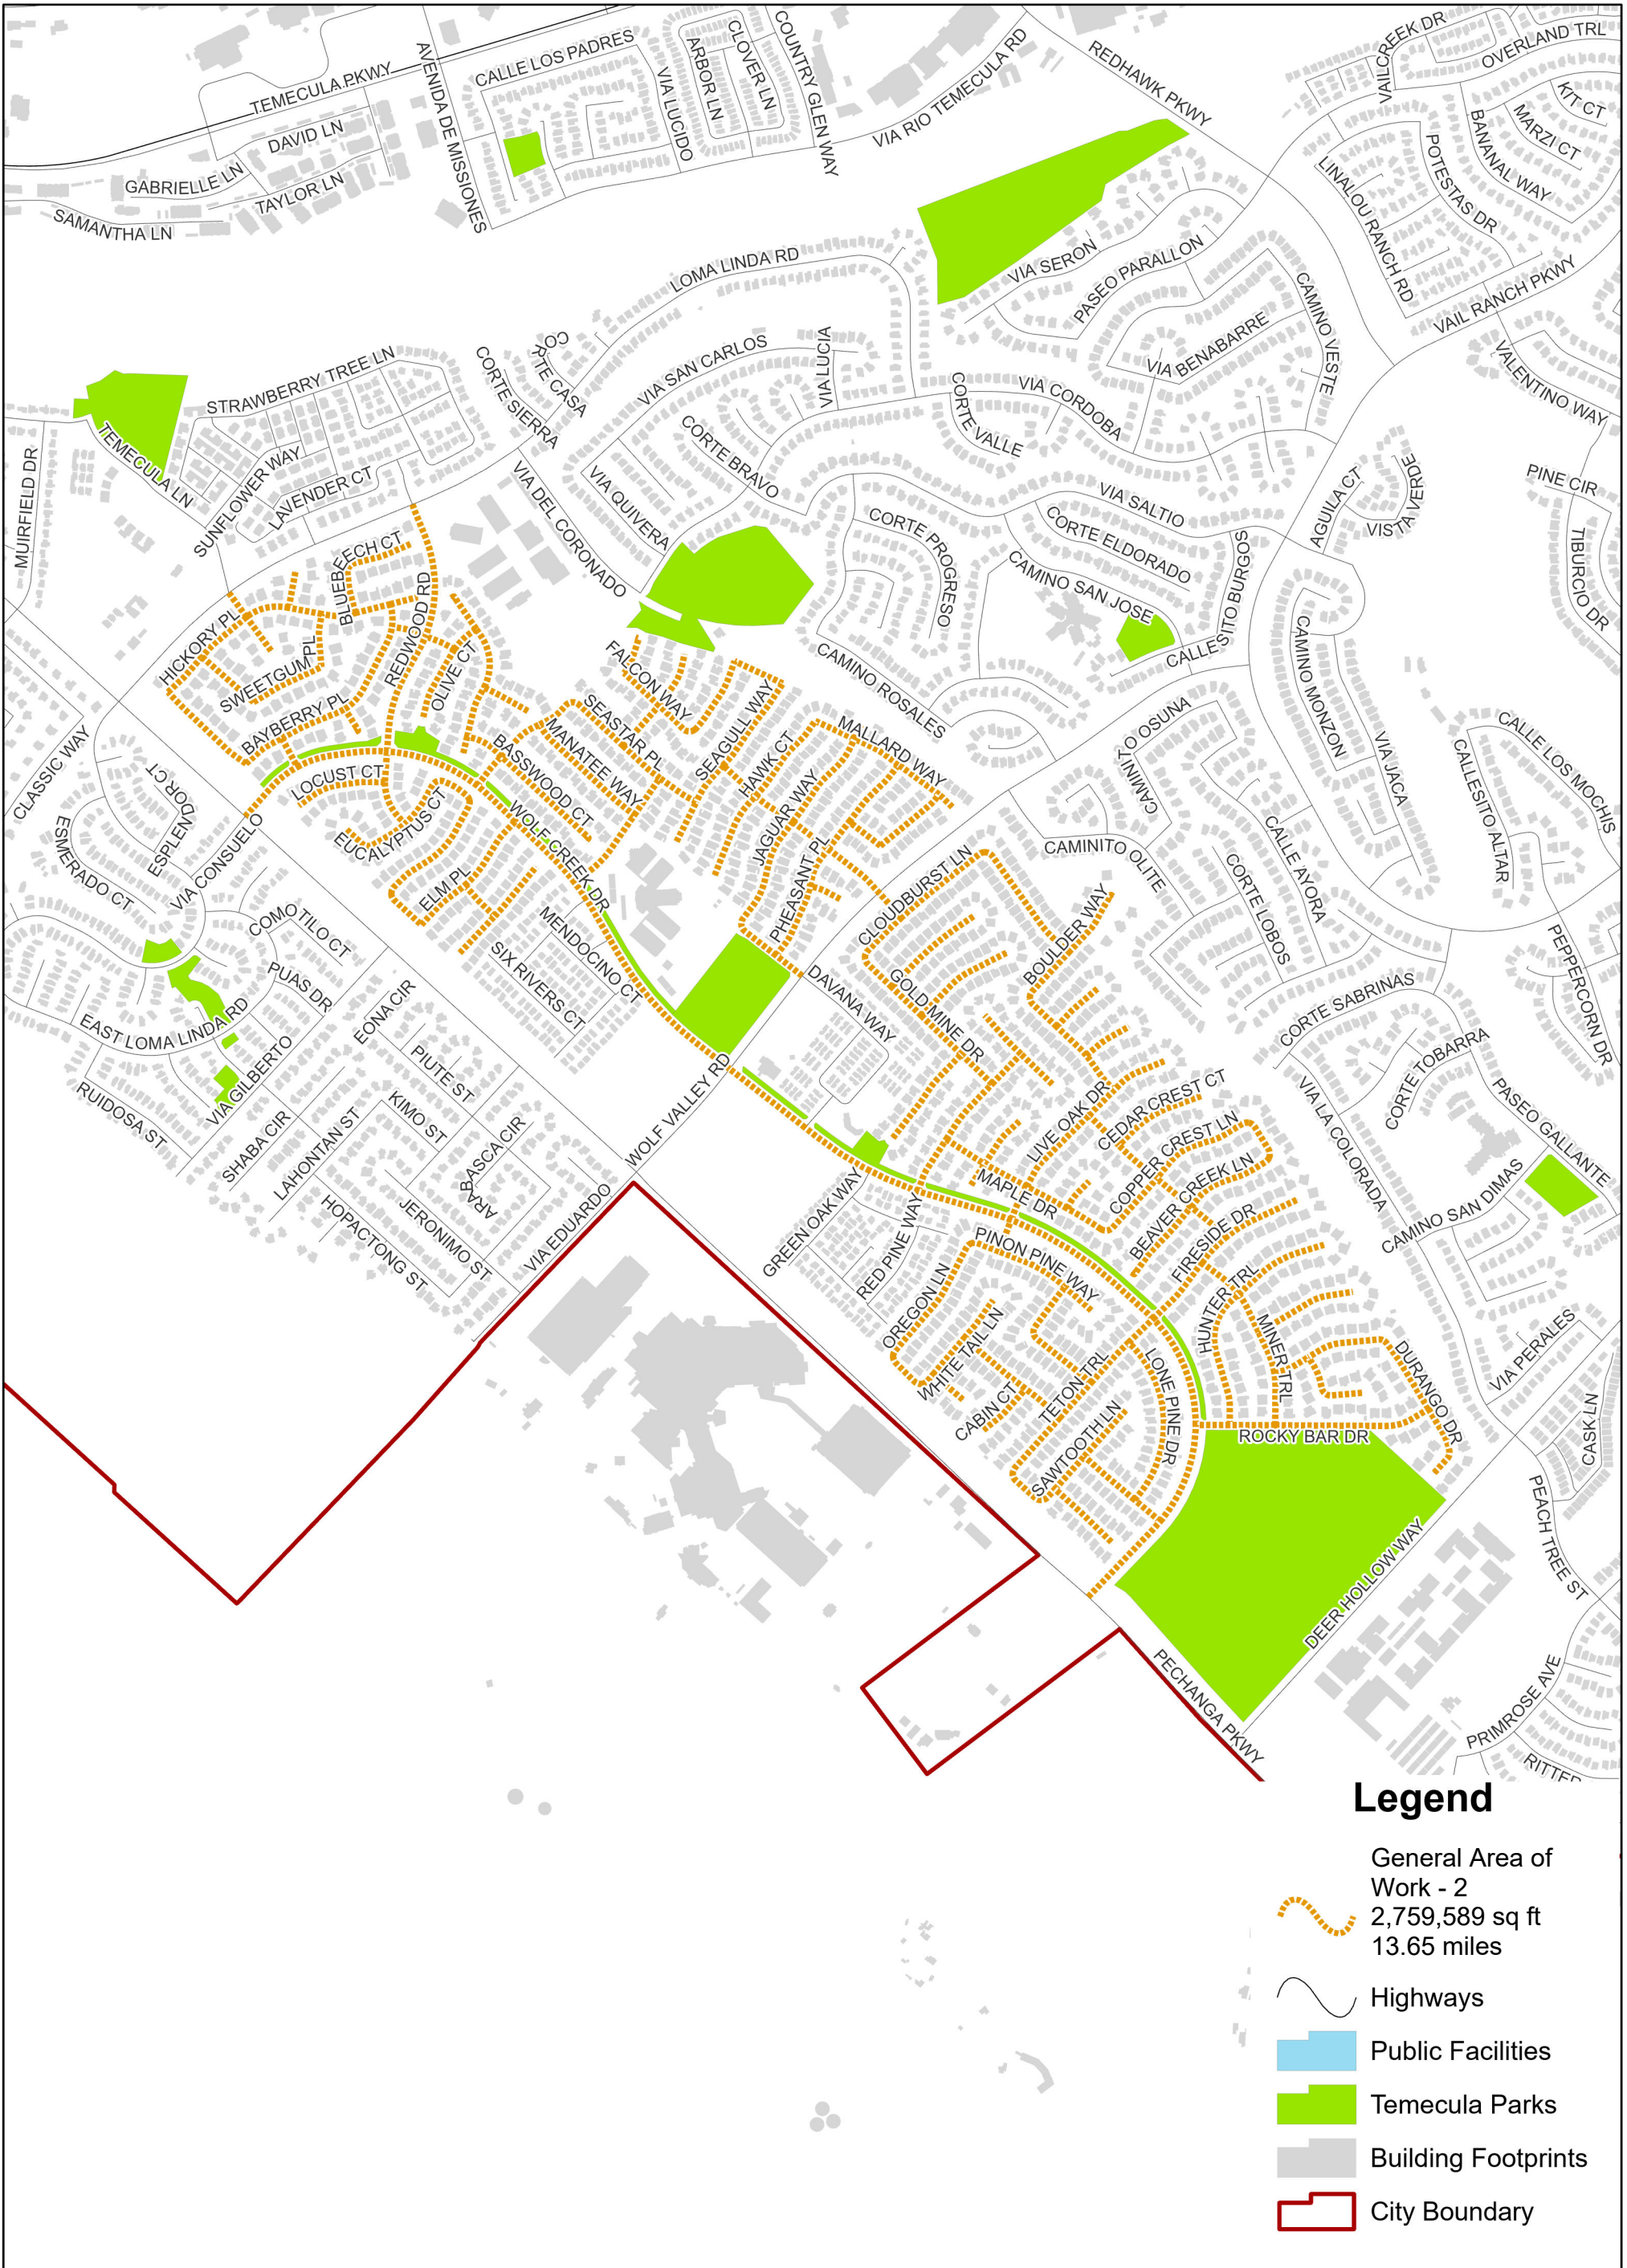 VAILCREEK DR
OVERLAND TRL
CLOVER LN
COUNTRY GLEN WAY
ARBOR LN
CALLE LOS PADRES
VIA LUCIDO
AVENIDA DE MISSIONES
TEMECULA PKWY
REDHAWK PKWY
VIA RIO TEMECULA RD
KIT CT
MARZI CT
BANANAL WAY
POTESTAS DR
LINALOU RANCH RD
DAVID LN
GABRIELLE LN
TAYLOR LN
SAMANTHA LN
LOMA LINDA RD
VIA SERON
PASEO PARALLON
CAMINO VESTE
VAIL RANCH PKWY
VIA BENABARRE
VALENTINO WAY
CORTE CASA
CORTE SIERRA
VIA SAN CARLOS
VIA LUCIA
STRAWBERRY TREE LN
CORTE VALLE
VIA CORDOBA
CORTE BRAVO
TEMECULA LN
SUNFLOWER WAY
LAVENDER CT
MUIRFIELD DR
VIA DEL CORONADO
VIA QUIVERA
VIA SALTIO
AGUILA CT
VISTA VERDE
PINE CIR
TIBURCIO DR
CORTE PROGRESO
CORTE ELDORADO
CAMINO SAN JOSE
CALLESITO BURGOS
BLUEBEECH CT
REDWOOD RD
HICKORY PL
SWEETGUM PL
BAYBERRY PL
OLIVE CT
FALCON WAY
CAMINO ROSALES
CAMINO MONZON
SEASTAR PL
SEAGULL WAY
MANATEE WAY
BASSWOOD CT
HAWK CT
MALLARD WAY
CAMINITO OSUNA
VIA JACA
CALLE LOS MOCHIS
CALLESITO ALTAR
CLASSIC WAY
ESPLENDOR CT
ESMERADO CT
VIA CONSUELO
LOCUST CT
EUCALYPTUS CT
WOLF CREEK DR
JAGUAR WAY
PHEASANT PL
CLOUDBURST LN
CAMINITO OLITE
CALLE AYORA
CORTE LOBOS
ELM PL
MENDOCINO CT
SIX RIVERS CT
COMOTILO CT
PUAS DR
EAST LOMA LINDA RD
EONA CIR
BOULDER WAY
GOLD MINE DR
DAVANA WAY
PEPPERCORN DR
CORTE SABRINAS
CORTE TOBARRA
VIA GILBERTO
PIUTE ST
RUIDOSA ST
SHABA CIR
KIMO ST
LAHONTAN ST
ARABASCA CIR
WOLF VALLEY RD
LIVE OAK DR
CEDAR CREST CT
COPPER CREST LN
BEAVER CREEK LN
VIA LA COLORADA
PASEO GALLANTE
CAMINO SAN DIMAS
HOPACTONG ST
JERONIMO ST
VIA EDUARDO
GREEN OAK WAY
RED PINE WAY
MAPLE DR
FIRESIDE DR
PINON PINE WAY
OREGON LN
WHITE TAIL LN
HUNTER TRL
MINER TRL
DURANGO DR
VIA PERALES
CABIN CT
TETON TRL
LONE PINE DR
SAWTOOTH LN
ROCKY BAR DR
CASK LN
PEACH TREE ST
DEER HOLLOW WAY
PECHANGA PKWY
PRIMROSE AVE
RITTER
Legend
General Area of
Work - 2
2,759,589 sq ft
13.65 miles
Highways
Public Facilities
Temecula Parks
Building Footprints
City Boundary